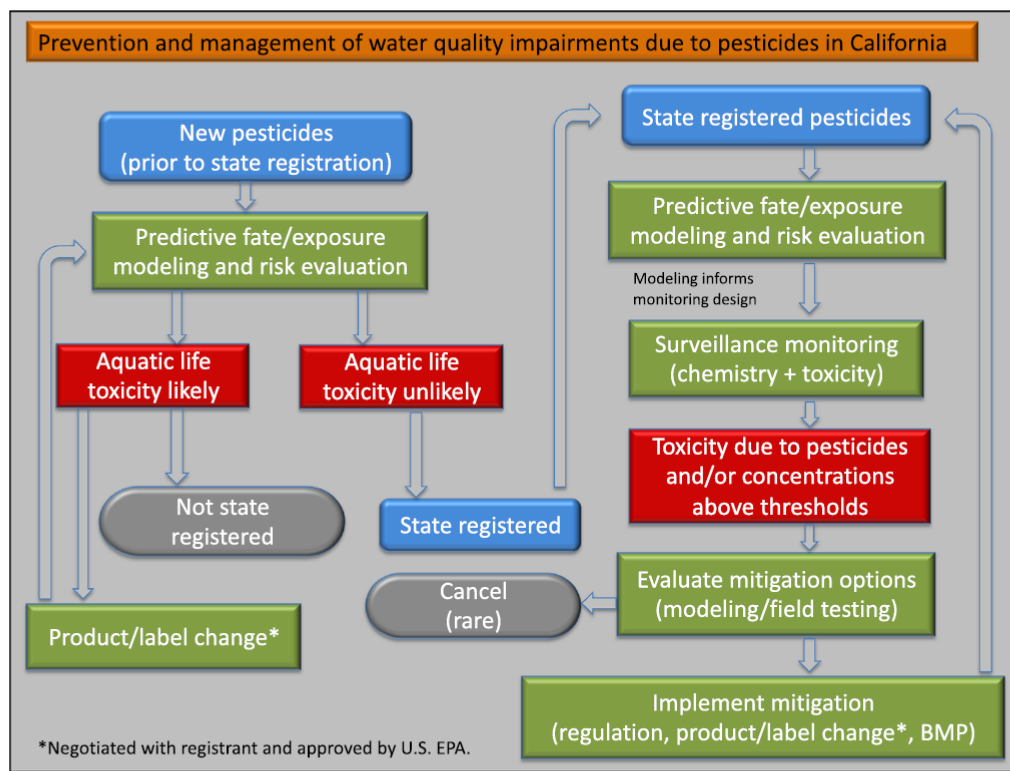 Prevention and management of water quality impairments due to pesticides in California
New pesticides
(prior to state registration)
Predictive fate/exposure
modeling and risk evaluation
Aquatic life
toxicity likely
Aquatic life
toxicity unlikely
Not state
registered
State registered
Product/label change*
*Negotiated with registrant and approved by U.S. EPA.
State registered pesticides
Predictive fate/exposure
modeling and risk evaluation
Modeling informs
monitoring design
Surveillance monitoring
(chemistry + toxicity)
Toxicity due to pesticides
and/or concentrations
above thresholds
Evaluate mitigation options
(modeling/field testing)
Cancel
(rare)
Implement mitigation
(regulation, product/label change*, BMP)